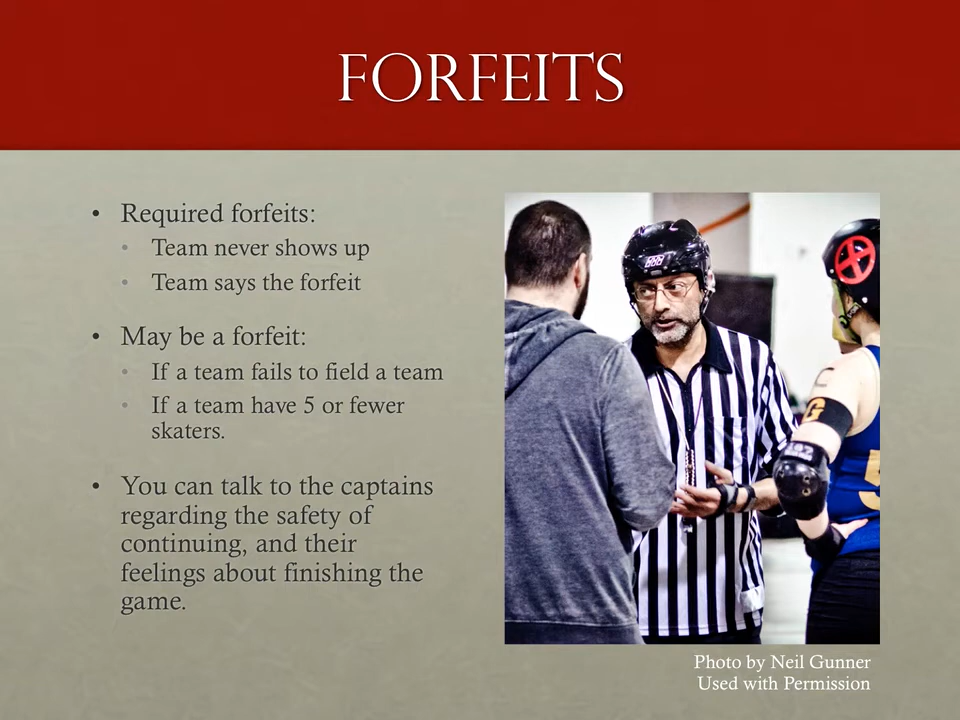 FORFEITS
• Required forfeits:
• Team never shows up
• Team says the forfeit
• May be a forfeit:
• If a team fails to field a team
• If a team have 5 or fewer
skaters.
• You can talk to the captains
regarding the safety of
continuing, and their
feelings about finishing the
game.
G
Photo by Neil Gunner
Used with Permission